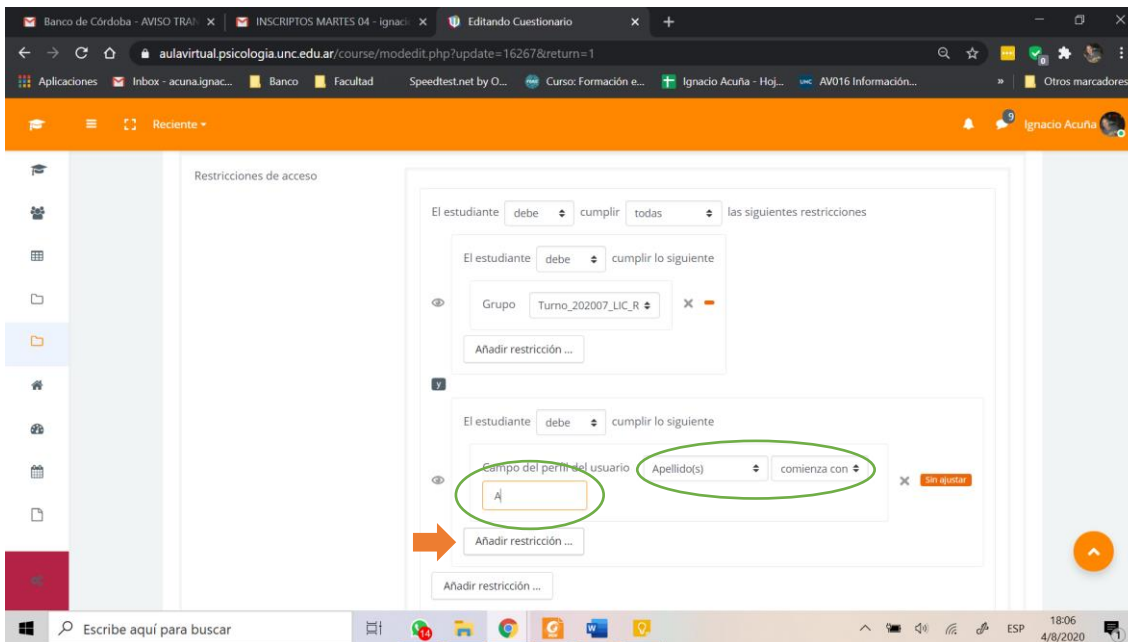 Banco de Córdoba - AVISO TRAN
INSCRIPTOS MARTES 04 - ignaci
Editando Cuestionario
aulavirtual.psicologia.unc.edu.ar/course/modedit.php?update=16267&return=1
Aplicaciones
Inbox - acuna.ignac...
Banco
Facultad
Speedtest.net by O...
Curso: Formación e...
Ignacio Acuña - Hoj...
AV016 Información...
»
Otros marcadores
Reciente
9
Ignacio Acuña
Restricciones de acceso
El estudiante debe cumplir todas las siguientes restricciones
El estudiante debe cumplir lo siguiente
Grupo Turno_202007_LIC_R
Añadir restricción ...
y
El estudiante debe cumplir lo siguiente
Campo del perfil del usuario Apellido(s) comienza con
A
Sin ajustar
Añadir restricción ...
Añadir restricción ...
Escribe aquí para buscar
14
ESP
18:06
4/8/2020